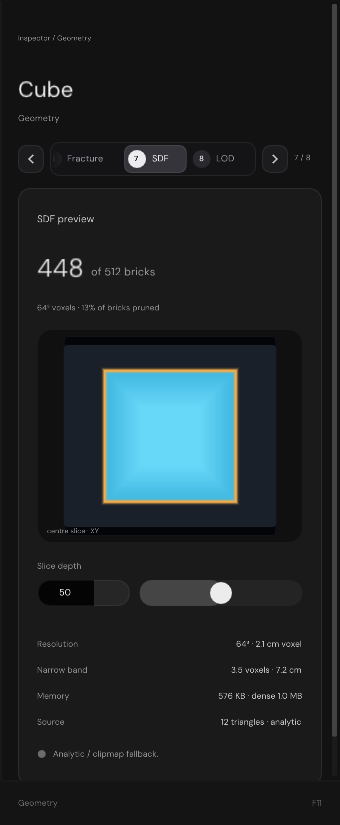 Inspector / Geometry
Cube
Geometry
Fracture 7 SDF 8 LOD 7 / 8
SDF preview
448 of 512 bricks
64³ voxels · 13% of bricks pruned
centre slice · XY
Slice depth
50
Resolution 64³ · 2.1 cm voxel
Narrow band 3.5 voxels · 7.2 cm
Memory 576 KB · dense 1.0 MB
Source 12 triangles · analytic
Analytic / clipmap fallback.
Geometry F11